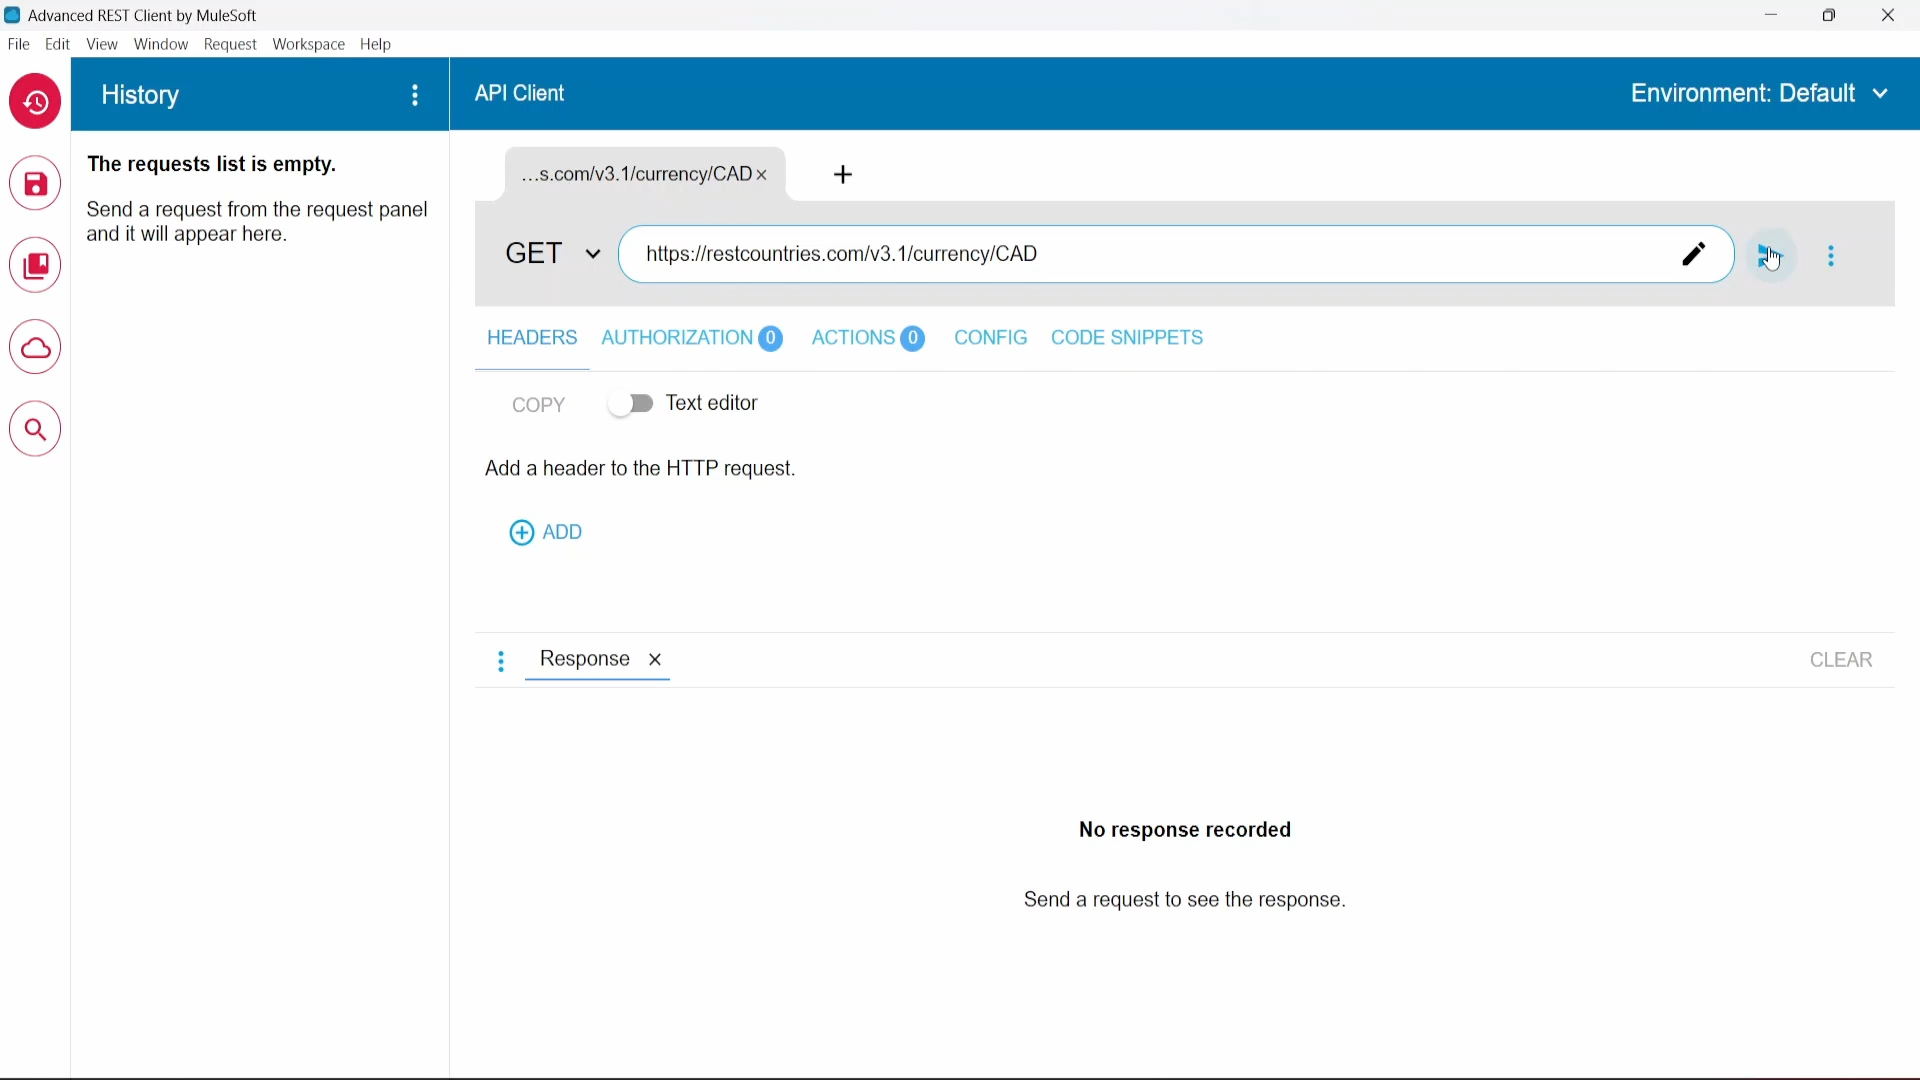 Advanced REST Client by MuleSoft
File Edit View Window Request Workspace Help
History
API Client
Environment: Default
The requests list is empty.
Send a request from the request panel
and it will appear here.
...s.com/v3.1/currency/CAD
GET
https://restcountries.com/v3.1/currency/CAD
HEADERS AUTHORIZATION 0 ACTIONS 0 CONFIG CODE SNIPPETS
COPY Text editor
Add a header to the HTTP request.
ADD
Response
CLEAR
No response recorded
Send a request to see the response.